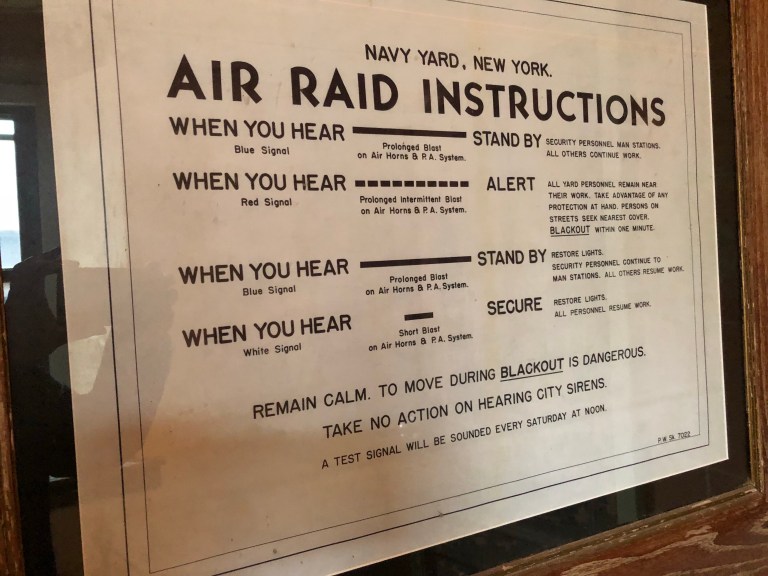 NAVY YARD, NEW YORK.
AIR RAID INSTRUCTIONS
WHEN YOU HEAR
Blue Signal
Prolonged Blast
on Air Horns & P.A. System.
STAND BY
SECURITY PERSONNEL MAN STATIONS.
ALL OTHERS CONTINUE WORK.
WHEN YOU HEAR
Red Signal
Prolonged Intermittent Blast
on Air Horns & P.A. System.
ALERT
ALL YARD PERSONNEL REMAIN NEAR
THEIR WORK. TAKE ADVANTAGE OF ANY
PROTECTION AT HAND. PERSONS ON
STREETS SEEK NEAREST COVER.
BLACKOUT WITHIN ONE MINUTE.
WHEN YOU HEAR
Blue Signal
Prolonged Blast
on Air Horns & P.A. System.
STAND BY
RESTORE LIGHTS.
SECURITY PERSONNEL CONTINUE TO
MAN STATIONS. ALL OTHERS RESUME WORK.
WHEN YOU HEAR
White Signal
Short Blast
on Air Horns & P.A. System.
SECURE
RESTORE LIGHTS.
ALL PERSONNEL RESUME WORK.
REMAIN CALM. TO MOVE DURING BLACKOUT IS DANGEROUS.
TAKE NO ACTION ON HEARING CITY SIRENS.
A TEST SIGNAL WILL BE SOUNDED EVERY SATURDAY AT NOON.
P.W. Sk. 7022